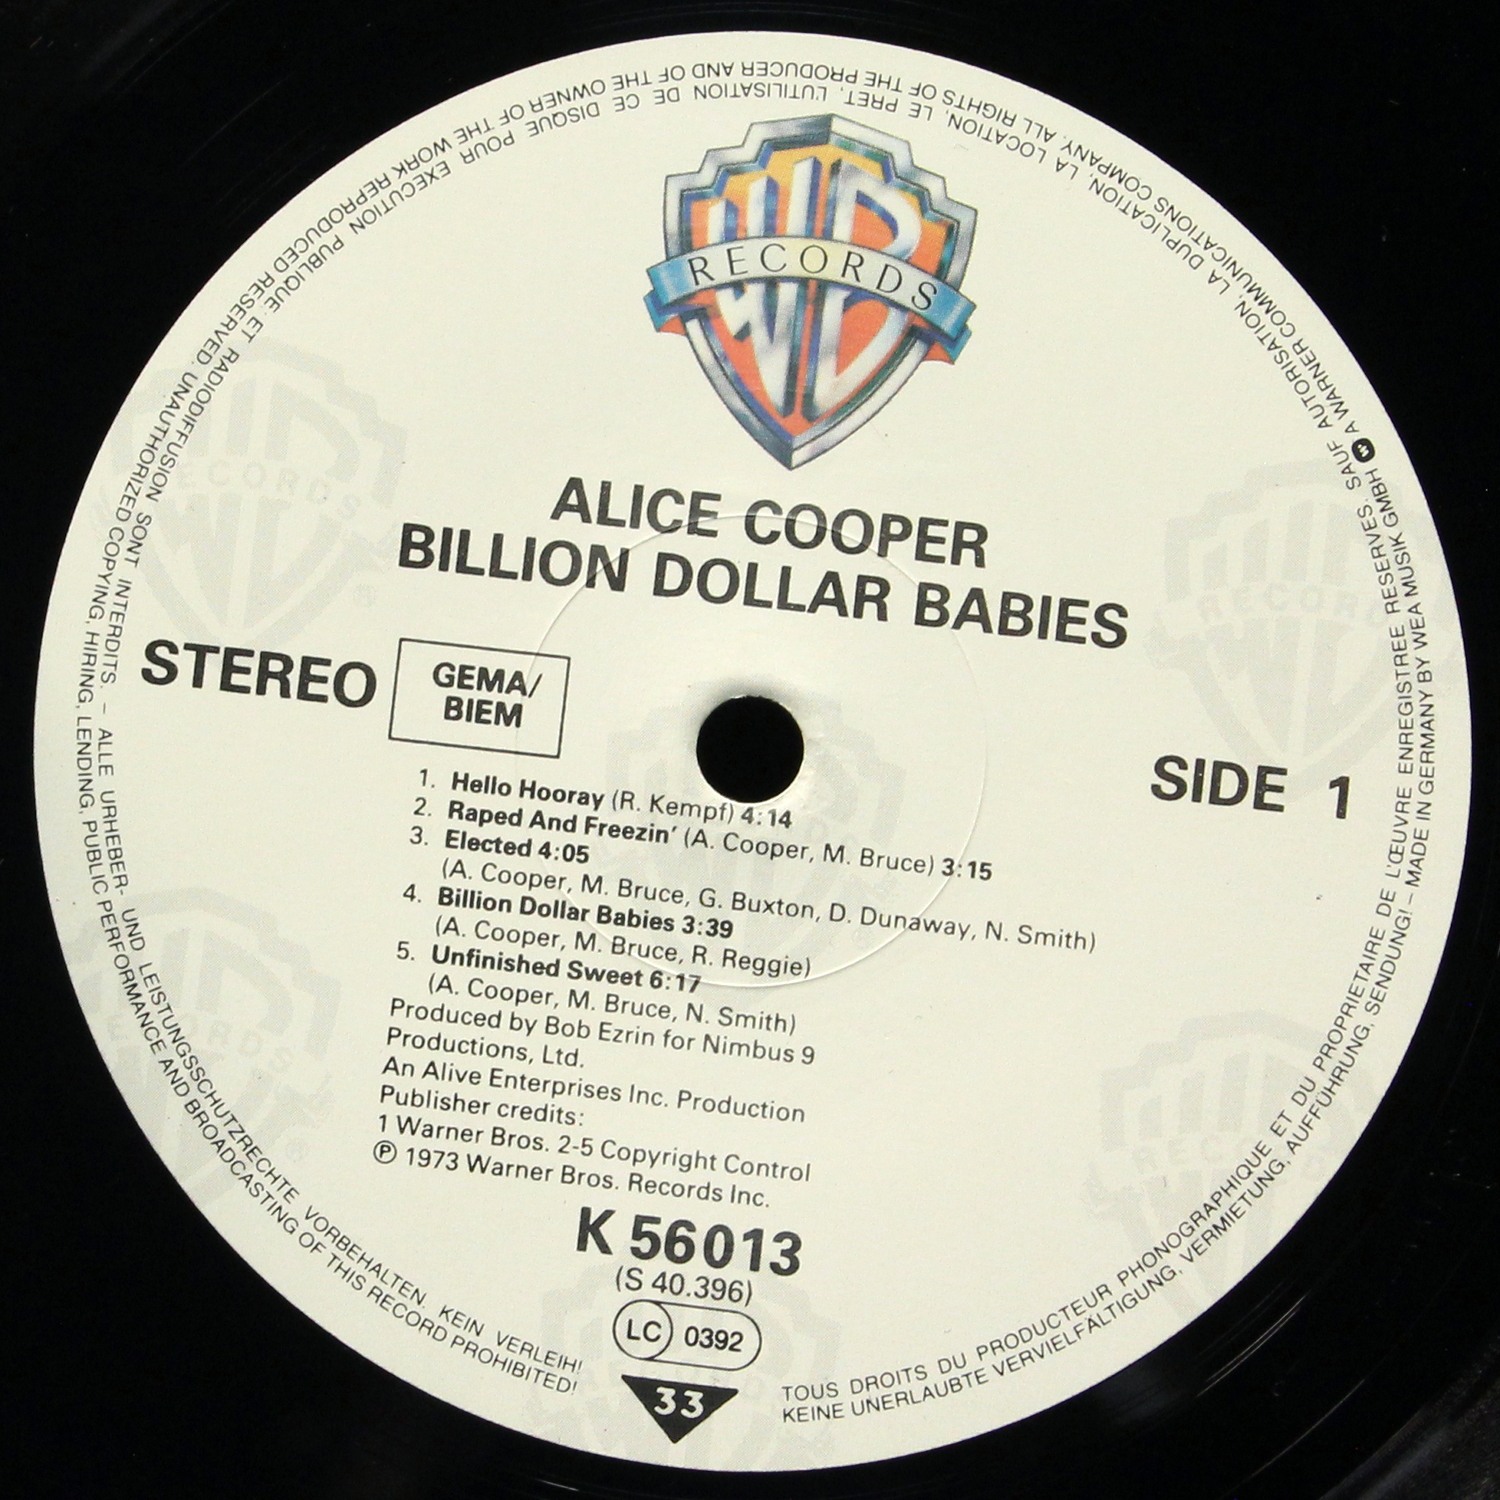 RECORDS
ALICE COOPER
BILLION DOLLAR BABIES
STEREO
GEMA/
BIEM
SIDE 1
1. Hello Hooray (R. Kempf) 4:14
2. Raped And Freezin' (A. Cooper, M. Bruce) 3:15
3. Elected 4:05
(A. Cooper, M. Bruce, G. Buxton, D. Dunaway, N. Smith)
4. Billion Dollar Babies 3:39
(A. Cooper, M. Bruce, R. Reggie)
5. Unfinished Sweet 6:17
(A. Cooper, M. Bruce, N. Smith)
Produced by Bob Ezrin for Nimbus 9
Productions, Ltd.
An Alive Enterprises Inc. Production
Publisher credits:
1 Warner Bros. 2-5 Copyright Control
℗ 1973 Warner Bros. Records Inc.
K 56013
(S 40.396)
LC 0392
33
TOUS DROITS DU PRODUCTEUR PHONOGRAPHIQUE ET DU PROPRIETAIRE DE L'ŒUVRE ENREGISTREE RESERVES. SAUF AUTORISATION, LA DUPLICATION, LA LOCATION, LE PRET, L'UTILISATION DE CE DISQUE POUR EXECUTION PUBLIQUE ET RADIODIFFUSION SONT INTERDITS. – ALLE URHEBER- UND LEISTUNGSSCHUTZRECHTE VORBEHALTEN. KEIN VERLEIH!
KEINE UNERLAUBTE VERVIELFÄLTIGUNG, VERMIETUNG, AUFFÜHRUNG, SENDUNG! – MADE IN GERMANY BY WEA MUSIK GMBH A WARNER COMMUNICATIONS COMPANY. ALL RIGHTS OF THE PRODUCER AND OF THE OWNER OF THE WORK REPRODUCED RESERVED. UNAUTHORIZED COPYING, HIRING, LENDING, PUBLIC PERFORMANCE AND BROADCASTING OF THIS RECORD PROHIBITED!